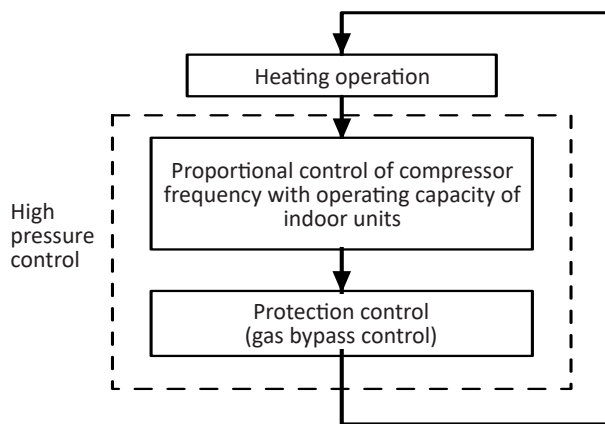 Heating operation
High
pressure
control
Proportional control of compressor
frequency with operating capacity of
indoor units
Protection control
(gas bypass control)